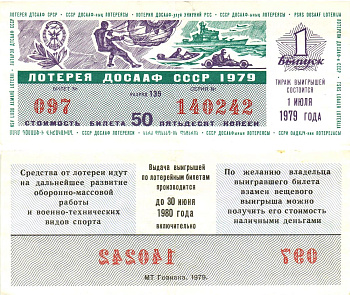 ЛОТЕРЕЯ ДОСААФ СССР 1979
БИЛЕТ №
РАЗРЯД 135
СЕРИЯ №
097
140242
СТОИМОСТЬ БИЛЕТА 50 ПЯТЬДЕСЯТ КОПЕЕК
1
Выпуск
ТИРАЖ ВЫИГРЫШЕЙ
СОСТОИТСЯ
1 ИЮЛЯ
1979 ГОДА
Средства от лотереи идут
на дальнейшее развитие
оборонно-массовой
работы
и военно-технических
видов спорта
Выдача выигрышей
по лотерейным билетам
производится
до 30 июня
1980 года
включительно
По желанию владельца
выигравшего билета
взамен вещевого
выигрыша можно
получить его стоимость
наличными деньгами
140242
097
МТ Гознака. 1979.